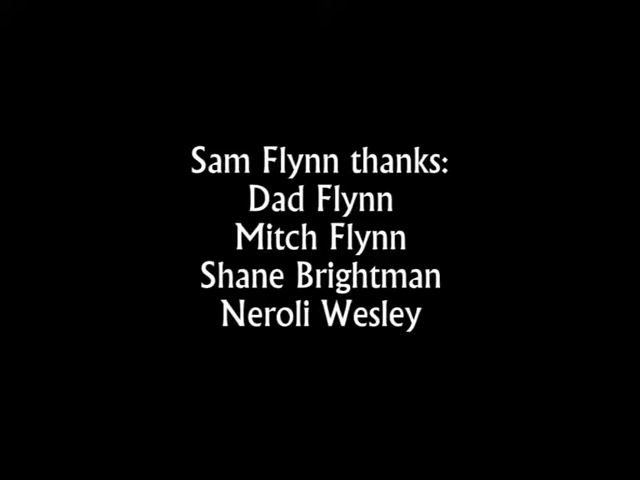 Sam Flynn thanks:
Dad Flynn
Mitch Flynn
Shane Brightman
Neroli Wesley